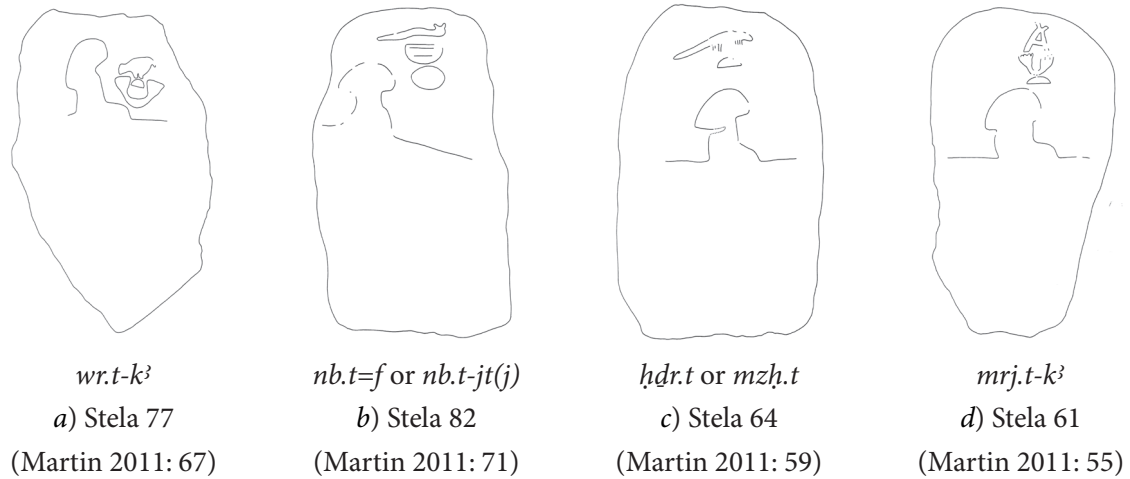 wr.t-kꜣ
a) Stela 77
(Martin 2011: 67)
nb.t=f or nb.t-jt(j)
b) Stela 82
(Martin 2011: 71)
ḥḏr.t or mzḥ.t
c) Stela 64
(Martin 2011: 59)
mrj.t-kꜣ
d) Stela 61
(Martin 2011: 55)